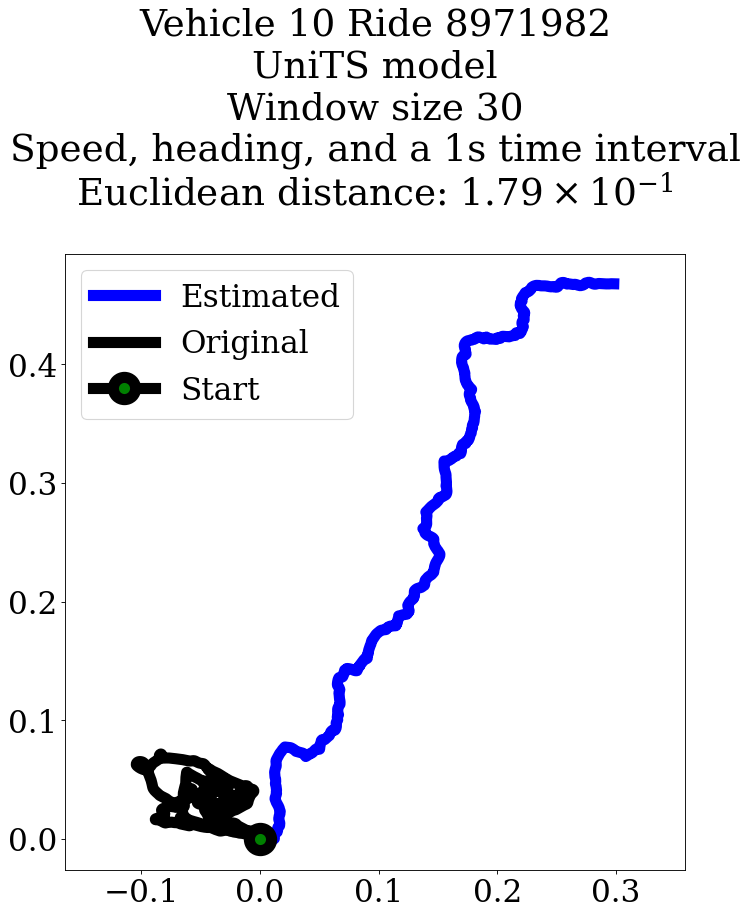 Vehicle 10 Ride 8971982
UniTS model
Window size 30
Speed, heading, and a 1s time interval
Euclidean distance: 1.79 × 10⁻¹
Estimated
Original
Start
0.4
0.3
0.2
0.1
0.0
−0.1 0.0 0.1 0.2 0.3